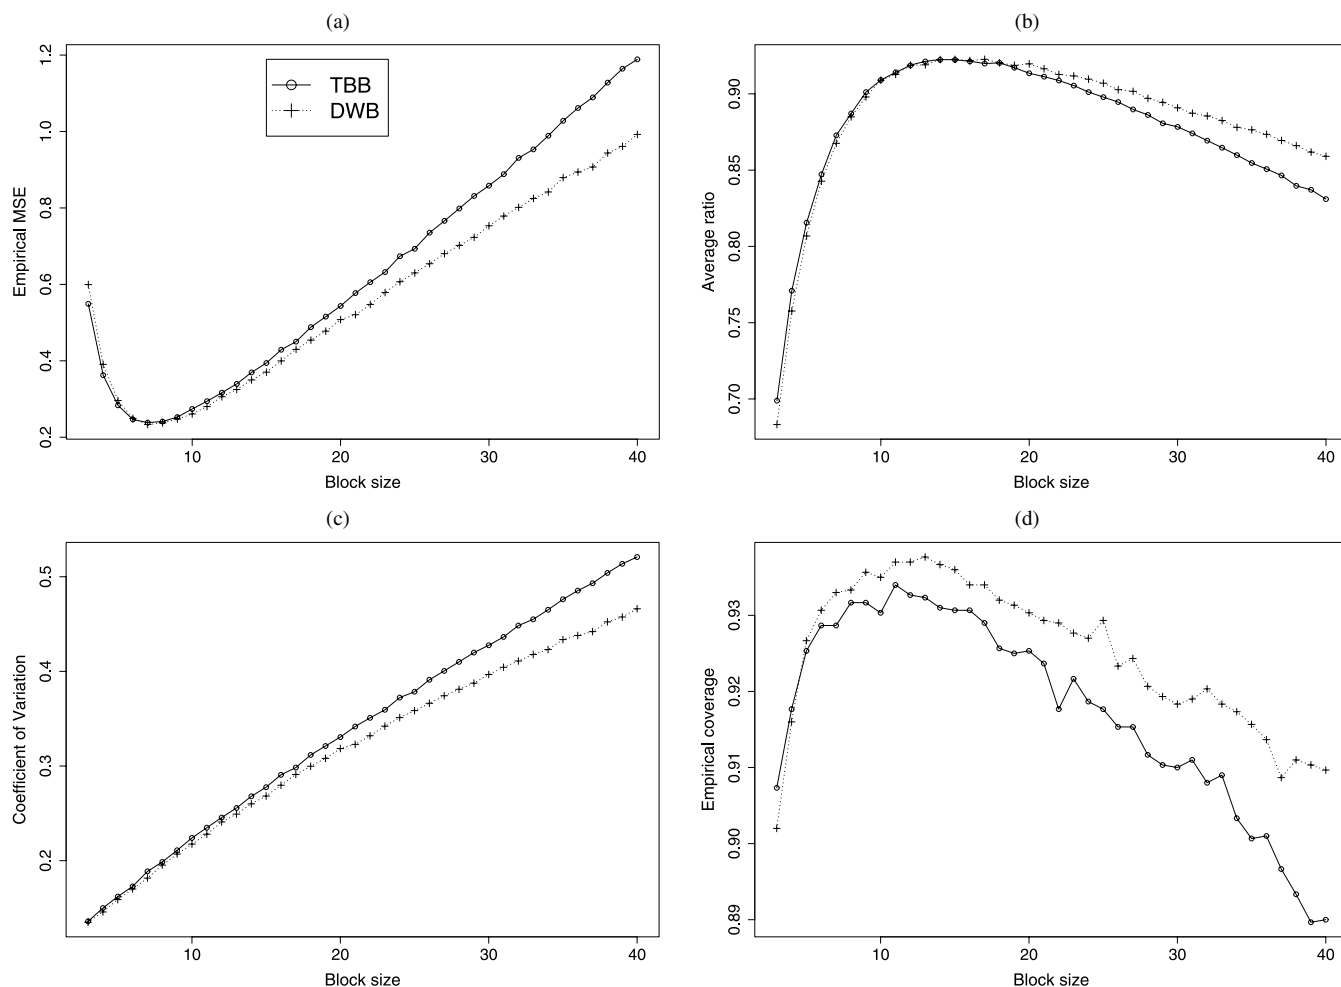 (a)
TBB
DWB
Empirical MSE
0.2 0.4 0.6 0.8 1.0 1.2
10 20 30 40
Block size
(b)
Average ratio
0.70 0.75 0.80 0.85 0.90
10 20 30 40
Block size
(c)
Coefficient of Variation
0.2 0.3 0.4 0.5
10 20 30 40
Block size
(d)
Empirical coverage
0.89 0.90 0.91 0.92 0.93
10 20 30 40
Block size